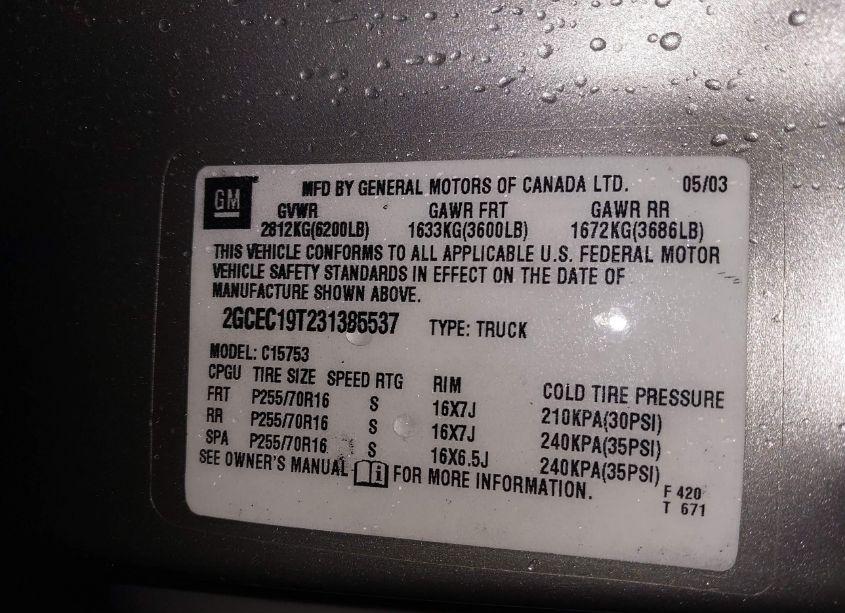 GM MFD BY GENERAL MOTORS OF CANADA LTD. 05/03
GVWR GAWR FRT GAWR RR
2812KG(6200LB) 1633KG(3600LB) 1672KG(3686LB)
THIS VEHICLE CONFORMS TO ALL APPLICABLE U.S. FEDERAL MOTOR
VEHICLE SAFETY STANDARDS IN EFFECT ON THE DATE OF
MANUFACTURE SHOWN ABOVE.
2GCEC19T231385537 TYPE: TRUCK
MODEL: C15753
CPGU TIRE SIZE SPEED RTG RIM COLD TIRE PRESSURE
FRT P255/70R16 S 16X7J 210KPA(30PSI)
RR P255/70R16 S 16X7J 240KPA(35PSI)
SPA P255/70R16 S 16X6.5J 240KPA(35PSI)
SEE OWNER'S MANUAL FOR MORE INFORMATION.
F 420
T 671